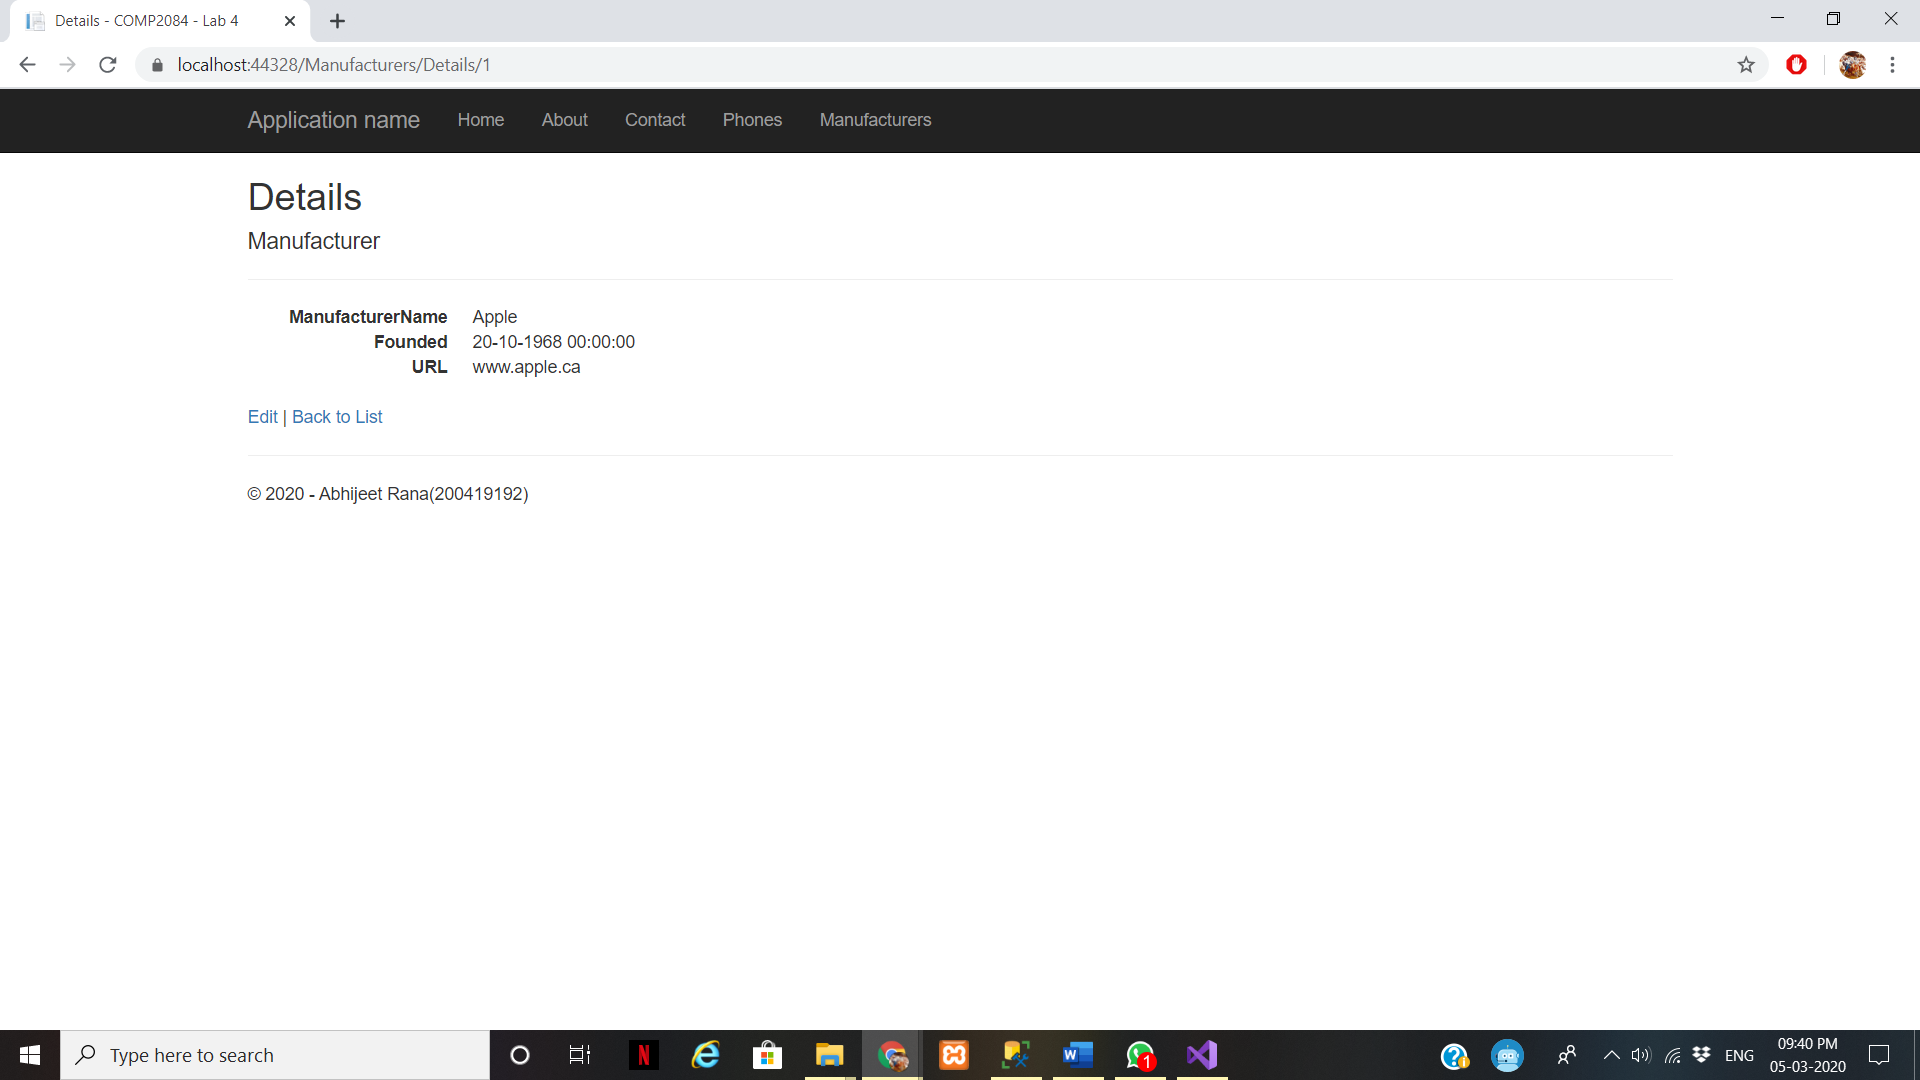 Details - COMP2084 - Lab 4
localhost:44328/Manufacturers/Details/1
Application name Home About Contact Phones Manufacturers
Details
Manufacturer
ManufacturerName Apple
Founded 20-10-1968 00:00:00
URL www.apple.ca
Edit | Back to List
© 2020 - Abhijeet Rana(200419192)
Type here to search
N
W
1
ENG
09:40 PM
05-03-2020